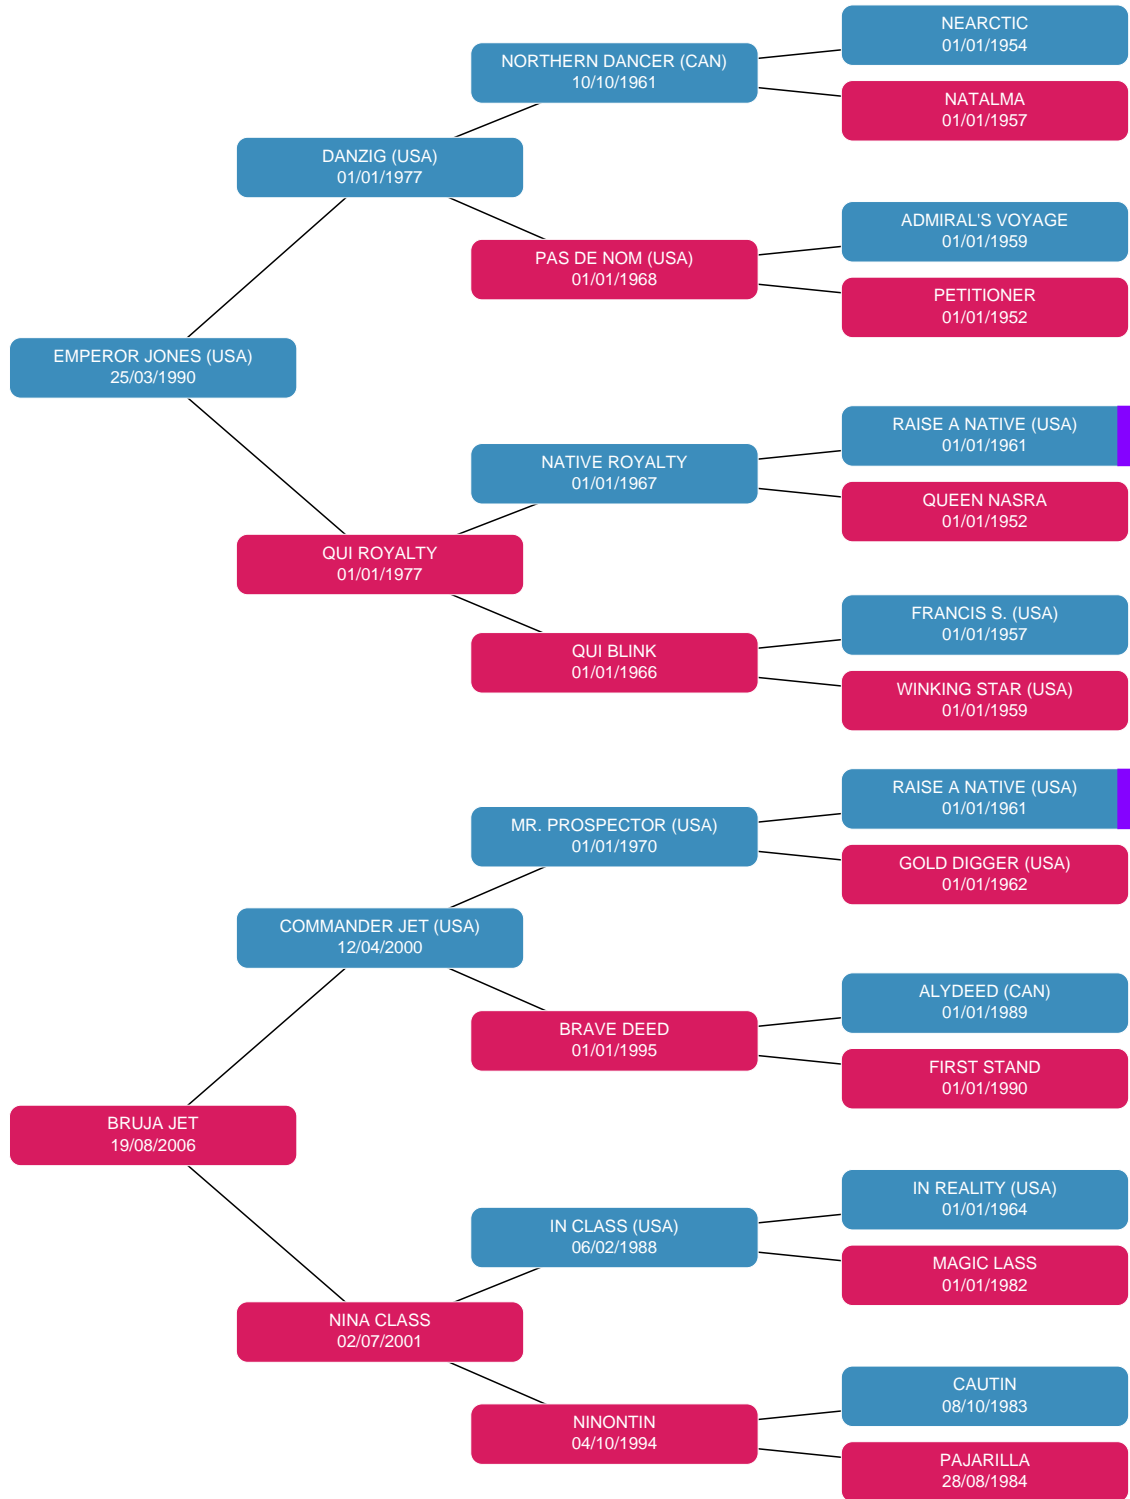 NEARCTIC
01/01/1954
NORTHERN DANCER (CAN)
10/10/1961
NATALMA
01/01/1957
DANZIG (USA)
01/01/1977
ADMIRAL'S VOYAGE
01/01/1959
PAS DE NOM (USA)
01/01/1968
PETITIONER
01/01/1952
EMPEROR JONES (USA)
25/03/1990
RAISE A NATIVE (USA)
01/01/1961
NATIVE ROYALTY
01/01/1967
QUEEN NASRA
01/01/1952
QUI ROYALTY
01/01/1977
FRANCIS S. (USA)
01/01/1957
QUI BLINK
01/01/1966
WINKING STAR (USA)
01/01/1959
RAISE A NATIVE (USA)
01/01/1961
MR. PROSPECTOR (USA)
01/01/1970
GOLD DIGGER (USA)
01/01/1962
COMMANDER JET (USA)
12/04/2000
ALYDEED (CAN)
01/01/1989
BRAVE DEED
01/01/1995
FIRST STAND
01/01/1990
BRUJA JET
19/08/2006
IN REALITY (USA)
01/01/1964
IN CLASS (USA)
06/02/1988
MAGIC LASS
01/01/1982
NINA CLASS
02/07/2001
CAUTIN
08/10/1983
NINONTIN
04/10/1994
PAJARILLA
28/08/1984